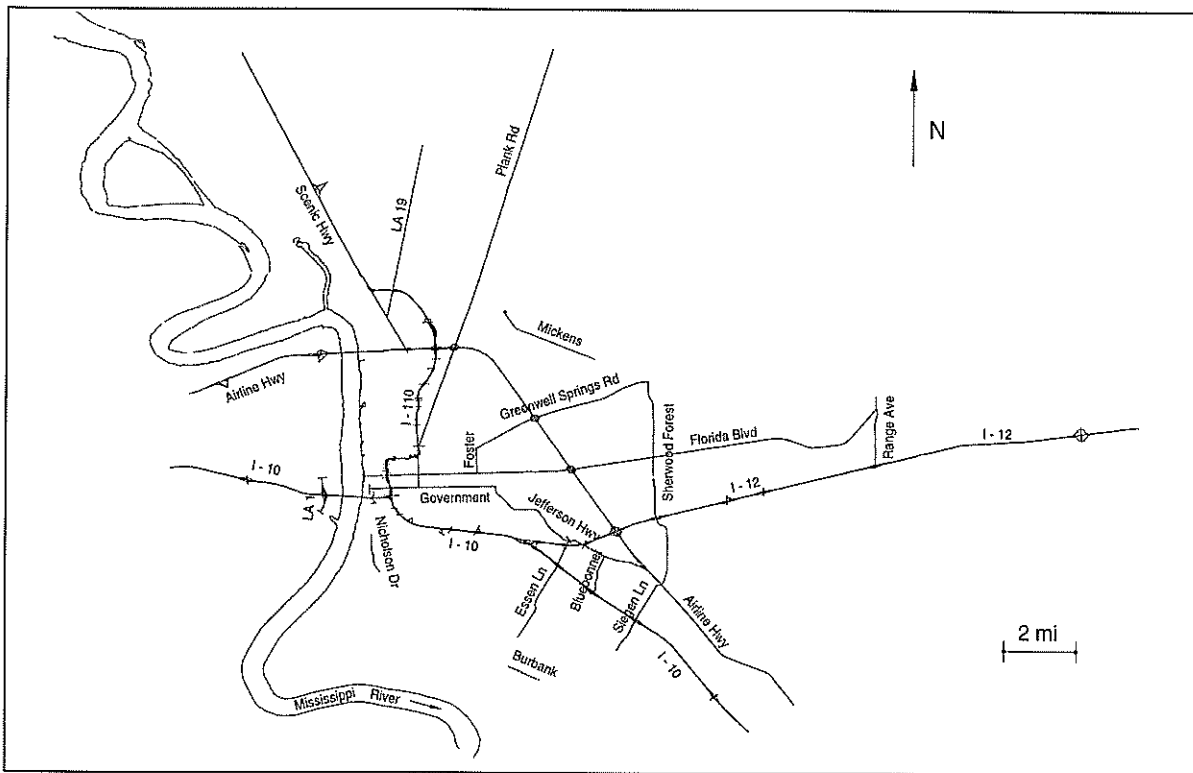 N
Plank Rd
Scenic Hwy
LA 19
Mickens
Airline Hwy
I - 110
Greenwell Springs Rd
Foster
Florida Blvd
Sherwood Forest
Range Ave
I - 12
I - 10
LA 1
Government
I - 12
Jefferson Hwy
Nicholson Dr
I - 10
Essen Ln
Bluebonnet
Siegen Ln
Airline Hwy
Burbank
I - 10
2 mi
Mississippi River